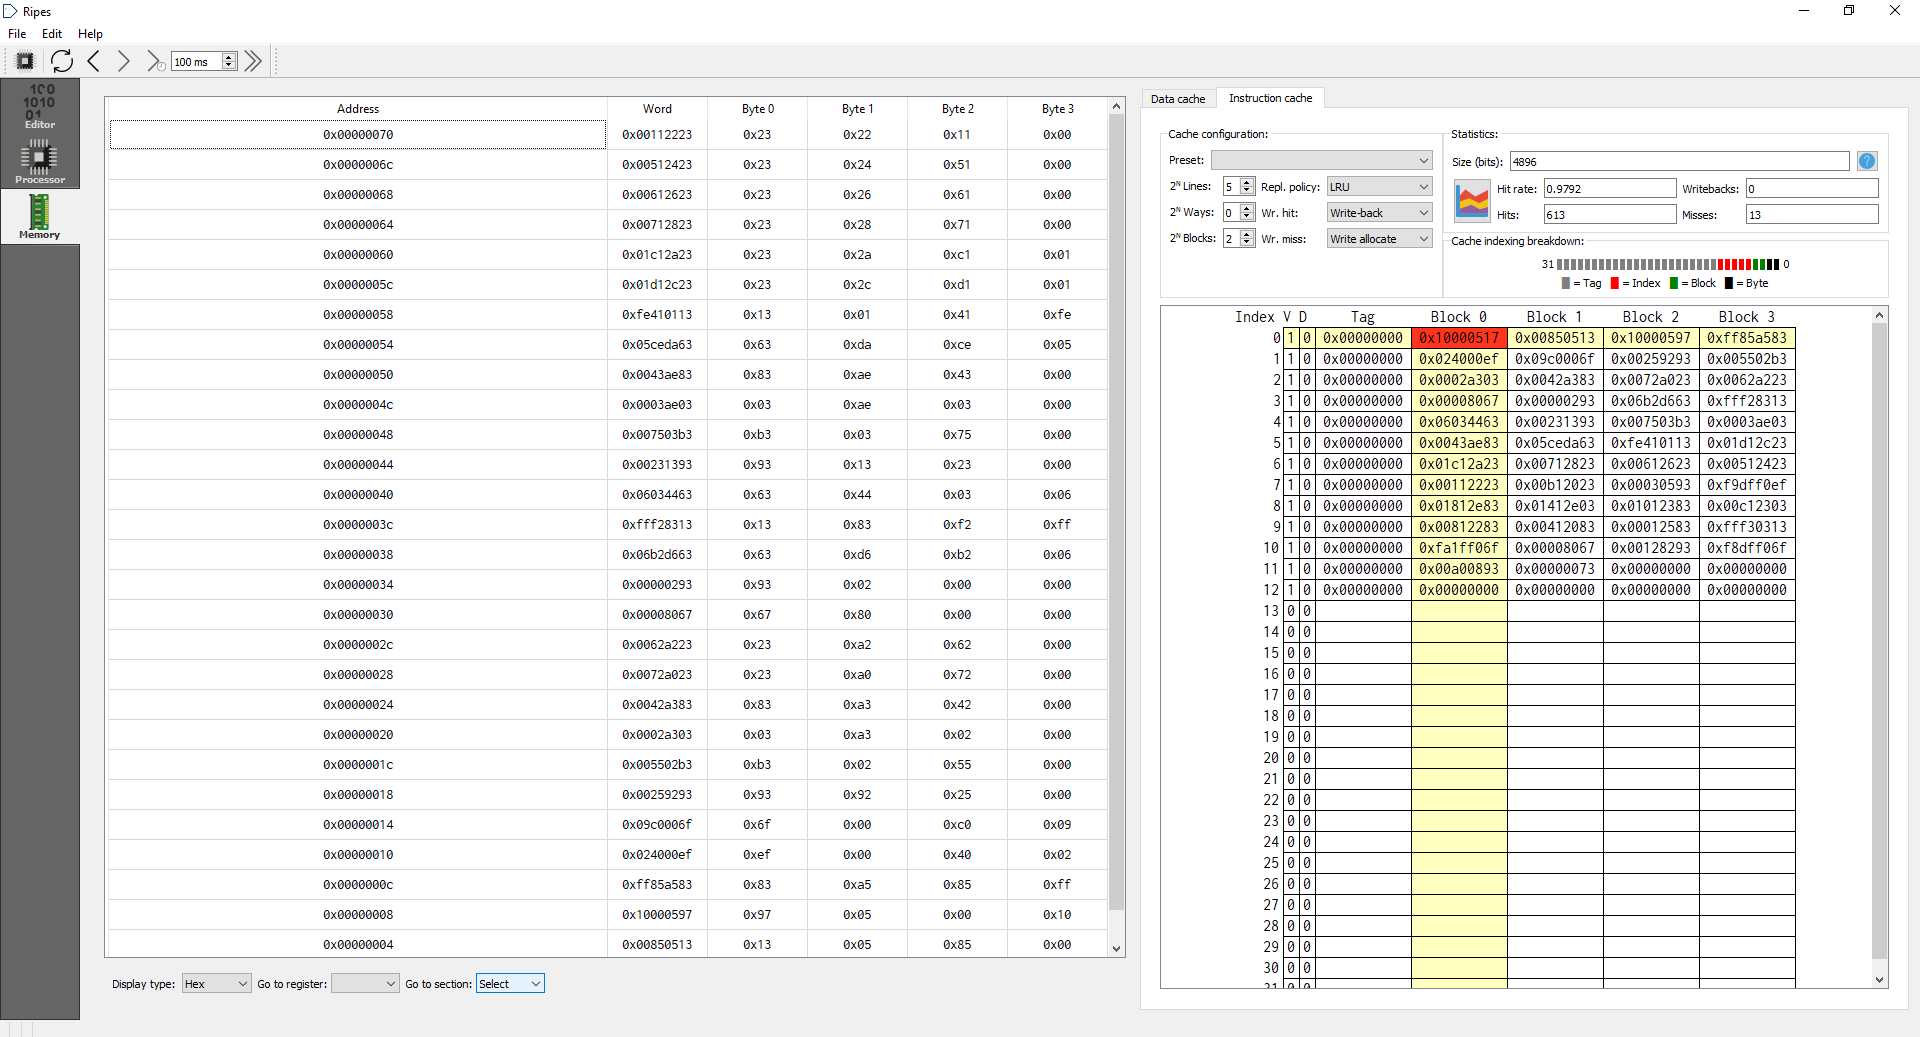 Ripes
File Edit Help
100 ms
Editor
Processor
Memory
Address Word Byte 0 Byte 1 Byte 2 Byte 3
0x00000070 0x00112223 0x23 0x22 0x11 0x00
0x0000006c 0x00512423 0x23 0x24 0x51 0x00
0x00000068 0x00612623 0x23 0x26 0x61 0x00
0x00000064 0x00712823 0x23 0x28 0x71 0x00
0x00000060 0x01c12a23 0x23 0x2a 0xc1 0x01
0x0000005c 0x01d12c23 0x23 0x2c 0xd1 0x01
0x00000058 0xfe410113 0x13 0x01 0x41 0xfe
0x00000054 0x05ceda63 0x63 0xda 0xce 0x05
0x00000050 0x0043ae83 0x83 0xae 0x43 0x00
0x0000004c 0x0003ae03 0x03 0xae 0x03 0x00
0x00000048 0x007503b3 0xb3 0x03 0x75 0x00
0x00000044 0x00231393 0x93 0x13 0x23 0x00
0x00000040 0x06034463 0x63 0x44 0x03 0x06
0x0000003c 0xfff28313 0x13 0x83 0xf2 0xff
0x00000038 0x06b2d663 0x63 0xd6 0xb2 0x06
0x00000034 0x00000293 0x93 0x02 0x00 0x00
0x00000030 0x00008067 0x67 0x80 0x00 0x00
0x0000002c 0x0062a223 0x23 0xa2 0x62 0x00
0x00000028 0x0072a023 0x23 0xa0 0x72 0x00
0x00000024 0x0042a383 0x83 0xa3 0x42 0x00
0x00000020 0x0002a303 0x03 0xa3 0x02 0x00
0x0000001c 0x005502b3 0xb3 0x02 0x55 0x00
0x00000018 0x00259293 0x93 0x92 0x25 0x00
0x00000014 0x09c0006f 0x6f 0x00 0xc0 0x09
0x00000010 0x024000ef 0xef 0x00 0x40 0x02
0x0000000c 0xff85a583 0x83 0xa5 0x85 0xff
0x00000008 0x10000597 0x97 0x05 0x00 0x10
0x00000004 0x00850513 0x13 0x05 0x85 0x00
Display type: Hex Go to register: Go to section: Select
Data cache Instruction cache
Cache configuration:
Preset:
2^N Lines: 5 Repl. policy: LRU
2^N Ways: 0 Wr. hit: Write-back
2^N Blocks: 2 Wr. miss: Write allocate
Statistics:
Size (bits): 4896
Hit rate: 0.9792 Writebacks: 0
Hits: 613 Misses: 13
Cache indexing breakdown:
31 0
= Tag = Index = Block = Byte
Index V D Tag Block 0 Block 1 Block 2 Block 3
0 1 0 0x00000000 0x10000517 0x00850513 0x10000597 0xff85a583
1 1 0 0x00000000 0x024000ef 0x09c0006f 0x00259293 0x005502b3
2 1 0 0x00000000 0x0002a303 0x0042a383 0x0072a023 0x0062a223
3 1 0 0x00000000 0x00008067 0x00000293 0x06b2d663 0xfff28313
4 1 0 0x00000000 0x06034463 0x00231393 0x007503b3 0x0003ae03
5 1 0 0x00000000 0x0043ae83 0x05ceda63 0xfe410113 0x01d12c23
6 1 0 0x00000000 0x01c12a23 0x00712823 0x00612623 0x00512423
7 1 0 0x00000000 0x00112223 0x00b12023 0x00030593 0xf9dff0ef
8 1 0 0x00000000 0x01812e83 0x01412e03 0x01012383 0x00c12303
9 1 0 0x00000000 0x00812283 0x00412083 0x00012583 0xfff30313
10 1 0 0x00000000 0xfa1ff06f 0x00008067 0x00128293 0xf8dff06f
11 1 0 0x00000000 0x00a00893 0x00000073 0x00000000 0x00000000
12 1 0 0x00000000 0x00000000 0x00000000 0x00000000 0x00000000
13 0 0
14 0 0
15 0 0
16 0 0
17 0 0
18 0 0
19 0 0
20 0 0
21 0 0
22 0 0
23 0 0
24 0 0
25 0 0
26 0 0
27 0 0
28 0 0
29 0 0
30 0 0